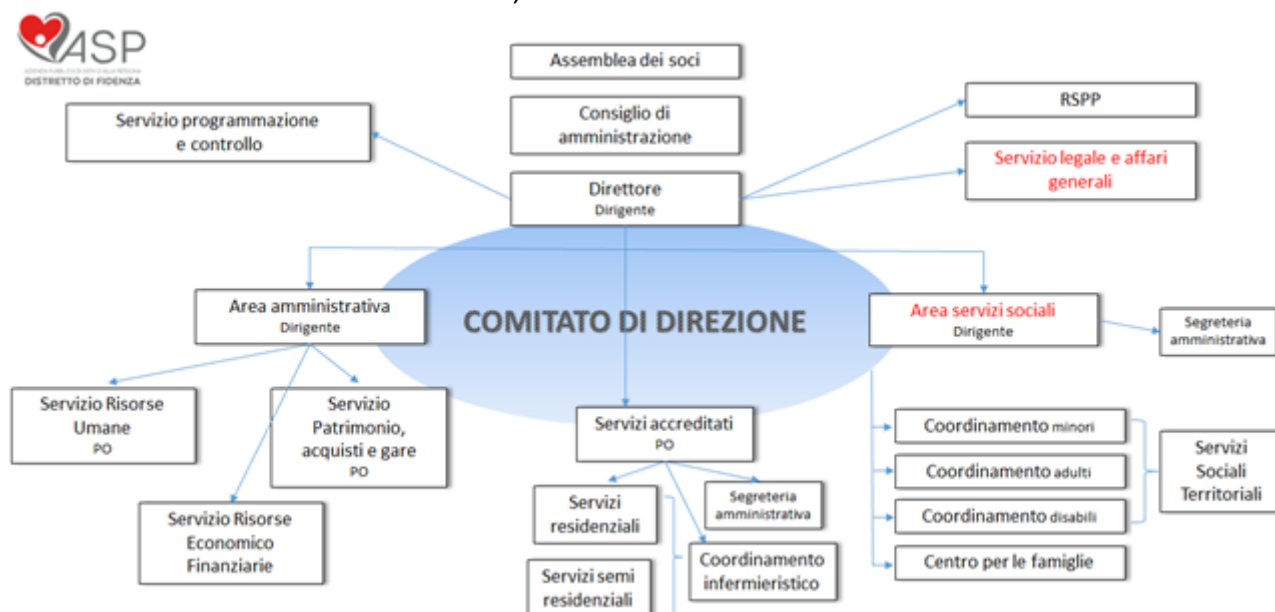 ASP
DISTRETTO DI FIDENZA
Assemblea dei soci
Servizio programmazione
e controllo
Consiglio di
amministrazione
RSPP
Servizio legale e affari
generali
Direttore
Dirigente
COMITATO DI DIREZIONE
Area amministrativa
Dirigente
Area servizi sociali
Dirigente
Segreteria
amministrativa
Servizio Risorse
Umane
PO
Servizio
Patrimonio,
acquisti e gare
PO
Servizio Risorse
Economico
Finanziarie
Servizi accreditati
PO
Servizi
residenziali
Segreteria
amministrativa
Servizi semi
residenziali
Coordinamento
infermieristico
Coordinamento minori
Coordinamento adulti
Coordinamento disabili
Centro per le famiglie
Servizi
Sociali
Territoriali